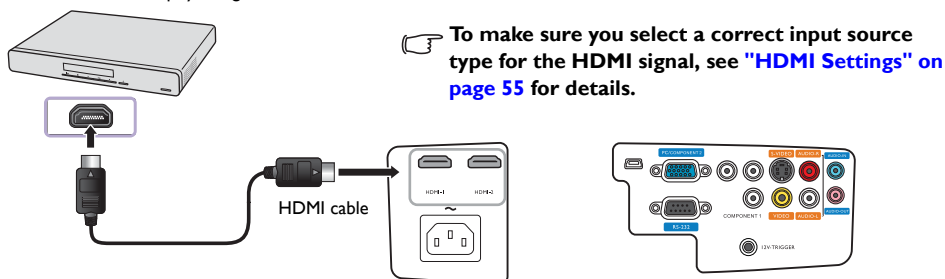 To make sure you select a correct input source
type for the HDMI signal, see "HDMI Settings" on
page 55 for details.
HDMI cable
HDMI-1 HDMI-2
~
PC/COMPONENT2
S-VIDEO AUDIO-R AUDIO IN
COMPONENT 1 VIDEO AUDIO-L AUDIO-OUT
RS-232
12V-TRIGGER